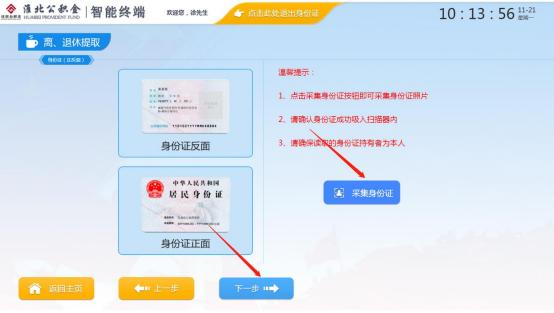 淮北公积金 智能终端
HUAIBEI PROVIDENT FUND
欢迎您，徐先生
点击此处退出身份证
10:13:56
11-21
星期一
离、退休提取
身份证（正反面）
身份证反面
中华人民共和国
居民身份证
身份证正面
温馨提示：
1、点击采集身份证按钮即可采集身份证照片
2、请确认身份证成功吸入扫描器内
3、请确保读取的身份证持有者为本人
采集身份证
返回主页
上一步
下一步